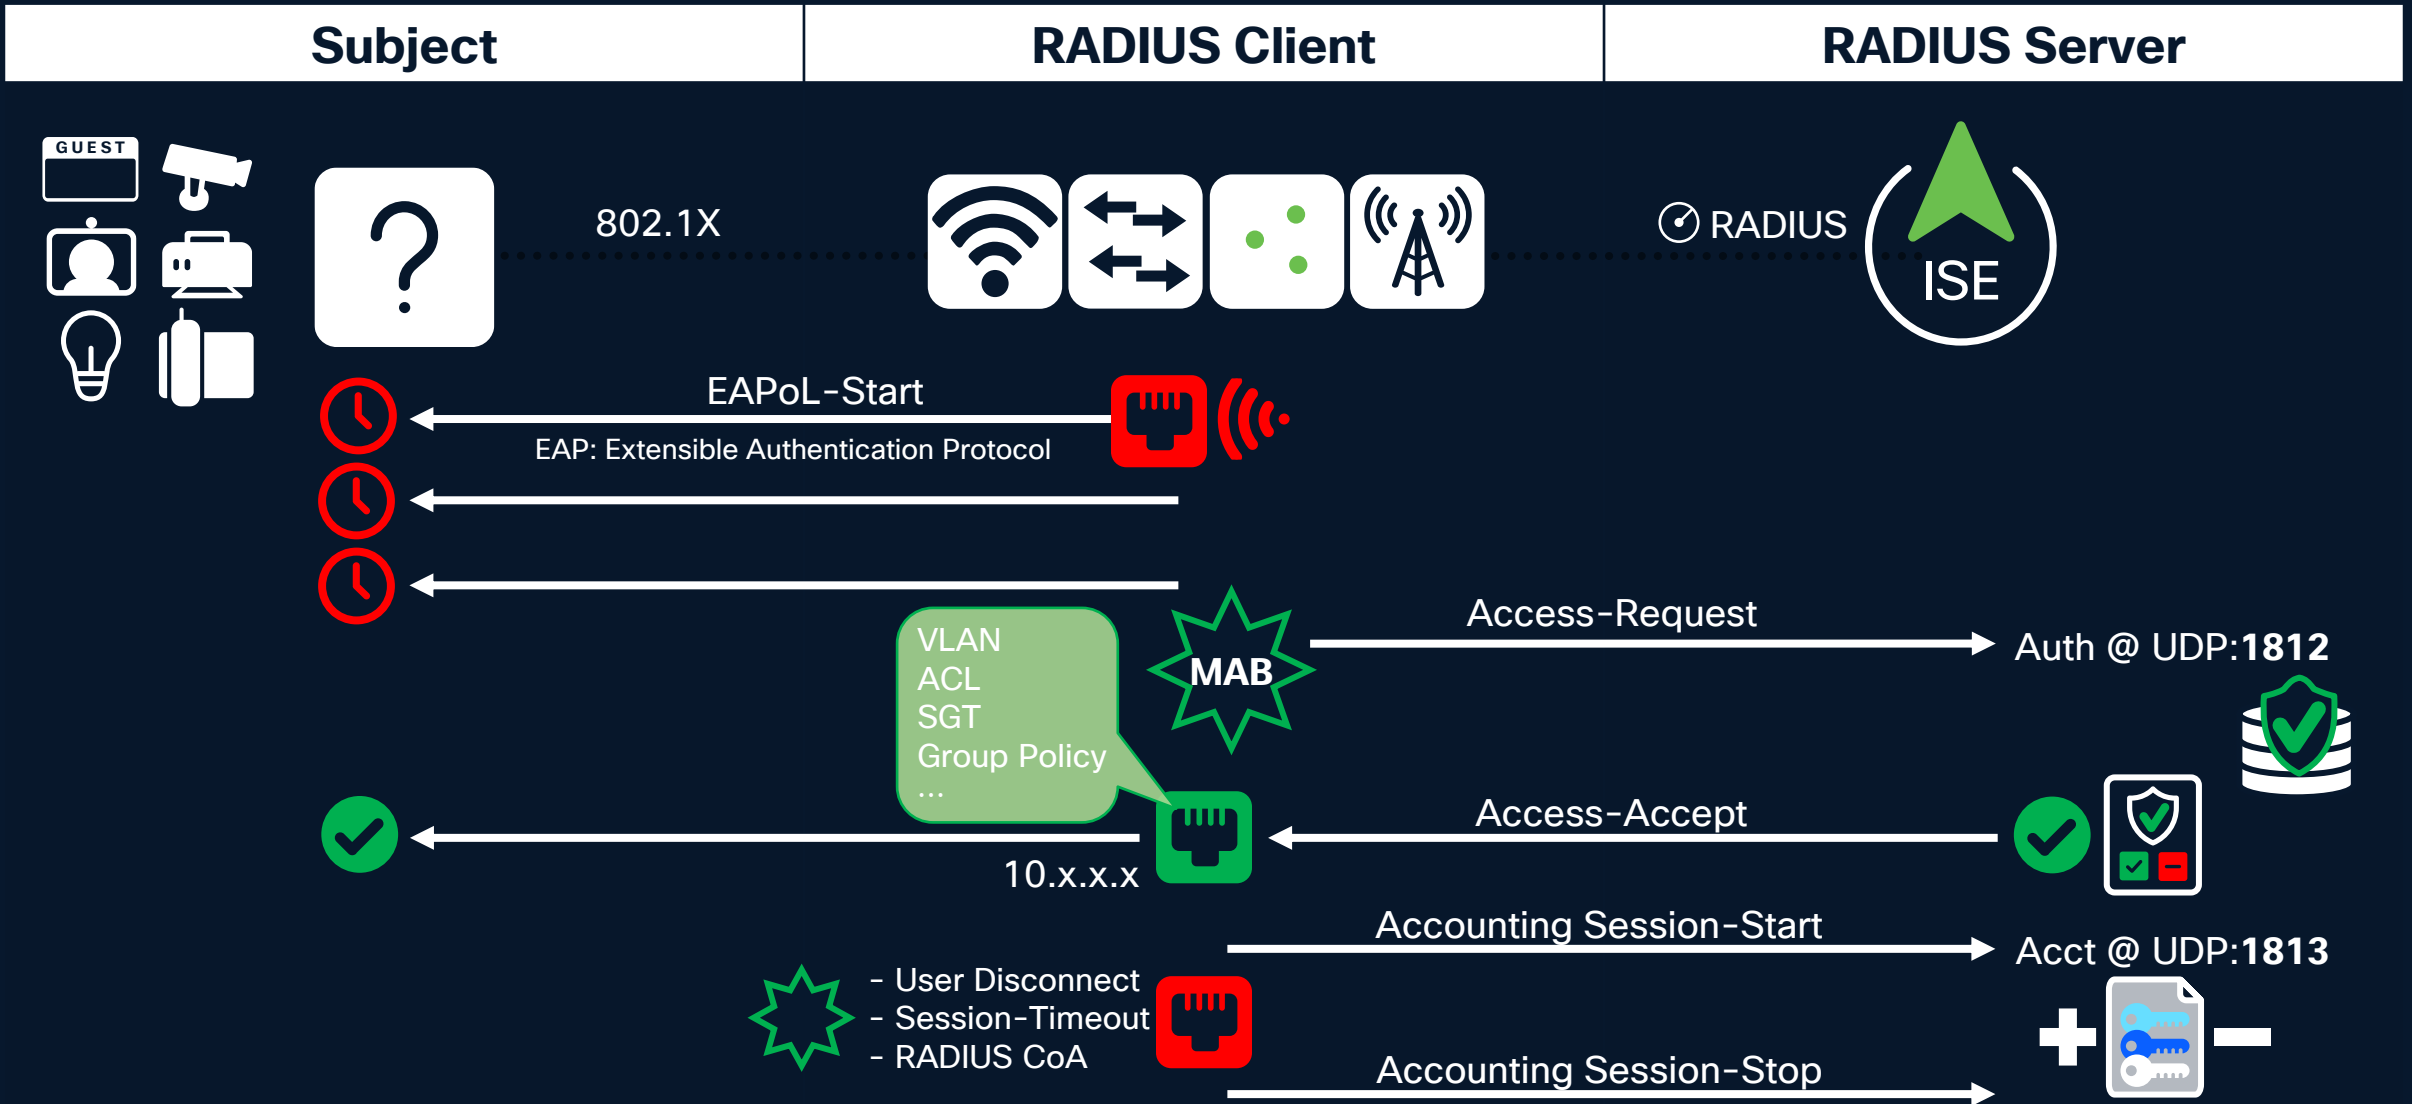 Subject
RADIUS Client
RADIUS Server
GUEST
802.1X
RADIUS
ISE
EAPoL-Start
EAP: Extensible Authentication Protocol
Access-Request
Auth @ UDP:1812
MAB
VLAN
ACL
SGT
Group Policy
...
Access-Accept
10.x.x.x
Accounting Session-Start
Acct @ UDP:1813
- User Disconnect
- Session-Timeout
- RADIUS CoA
Accounting Session-Stop